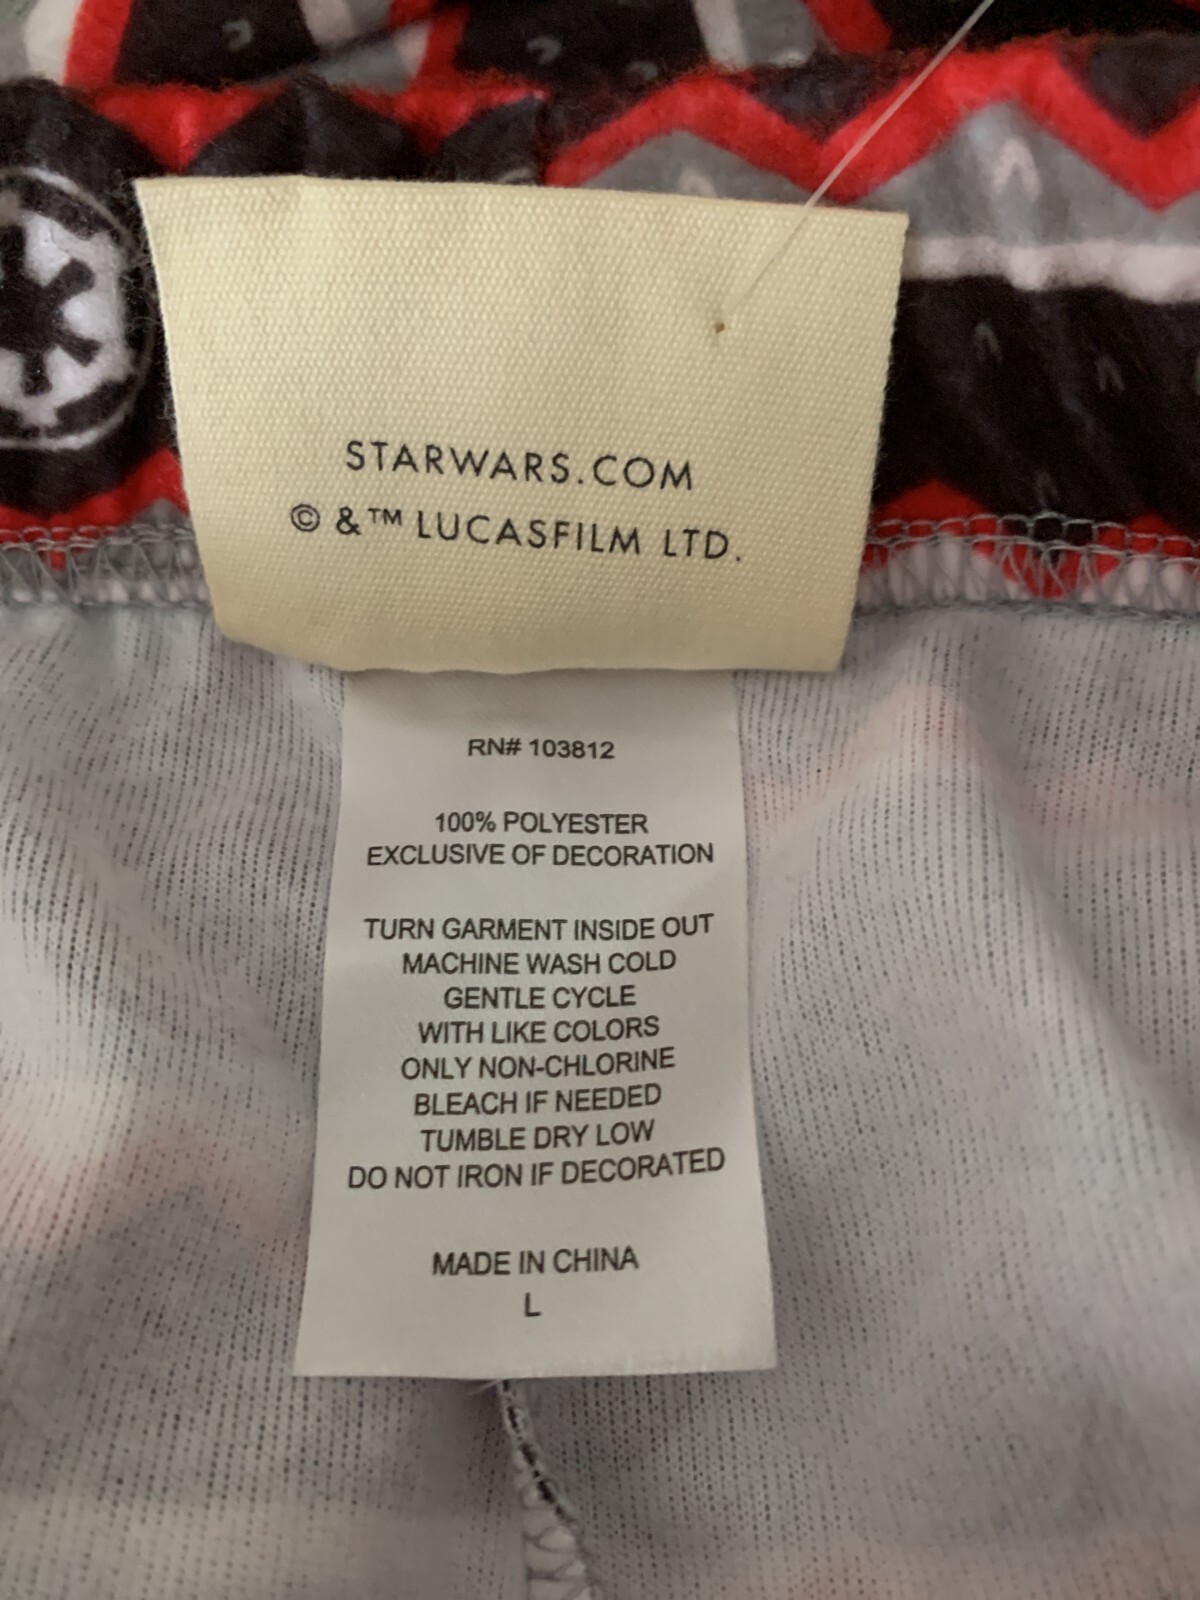 STARWARS.COM
© &™ LUCASFILM LTD.
RN# 103812
100% POLYESTER
EXCLUSIVE OF DECORATION
TURN GARMENT INSIDE OUT
MACHINE WASH COLD
GENTLE CYCLE
WITH LIKE COLORS
ONLY NON-CHLORINE
BLEACH IF NEEDED
TUMBLE DRY LOW
DO NOT IRON IF DECORATED
MADE IN CHINA
L